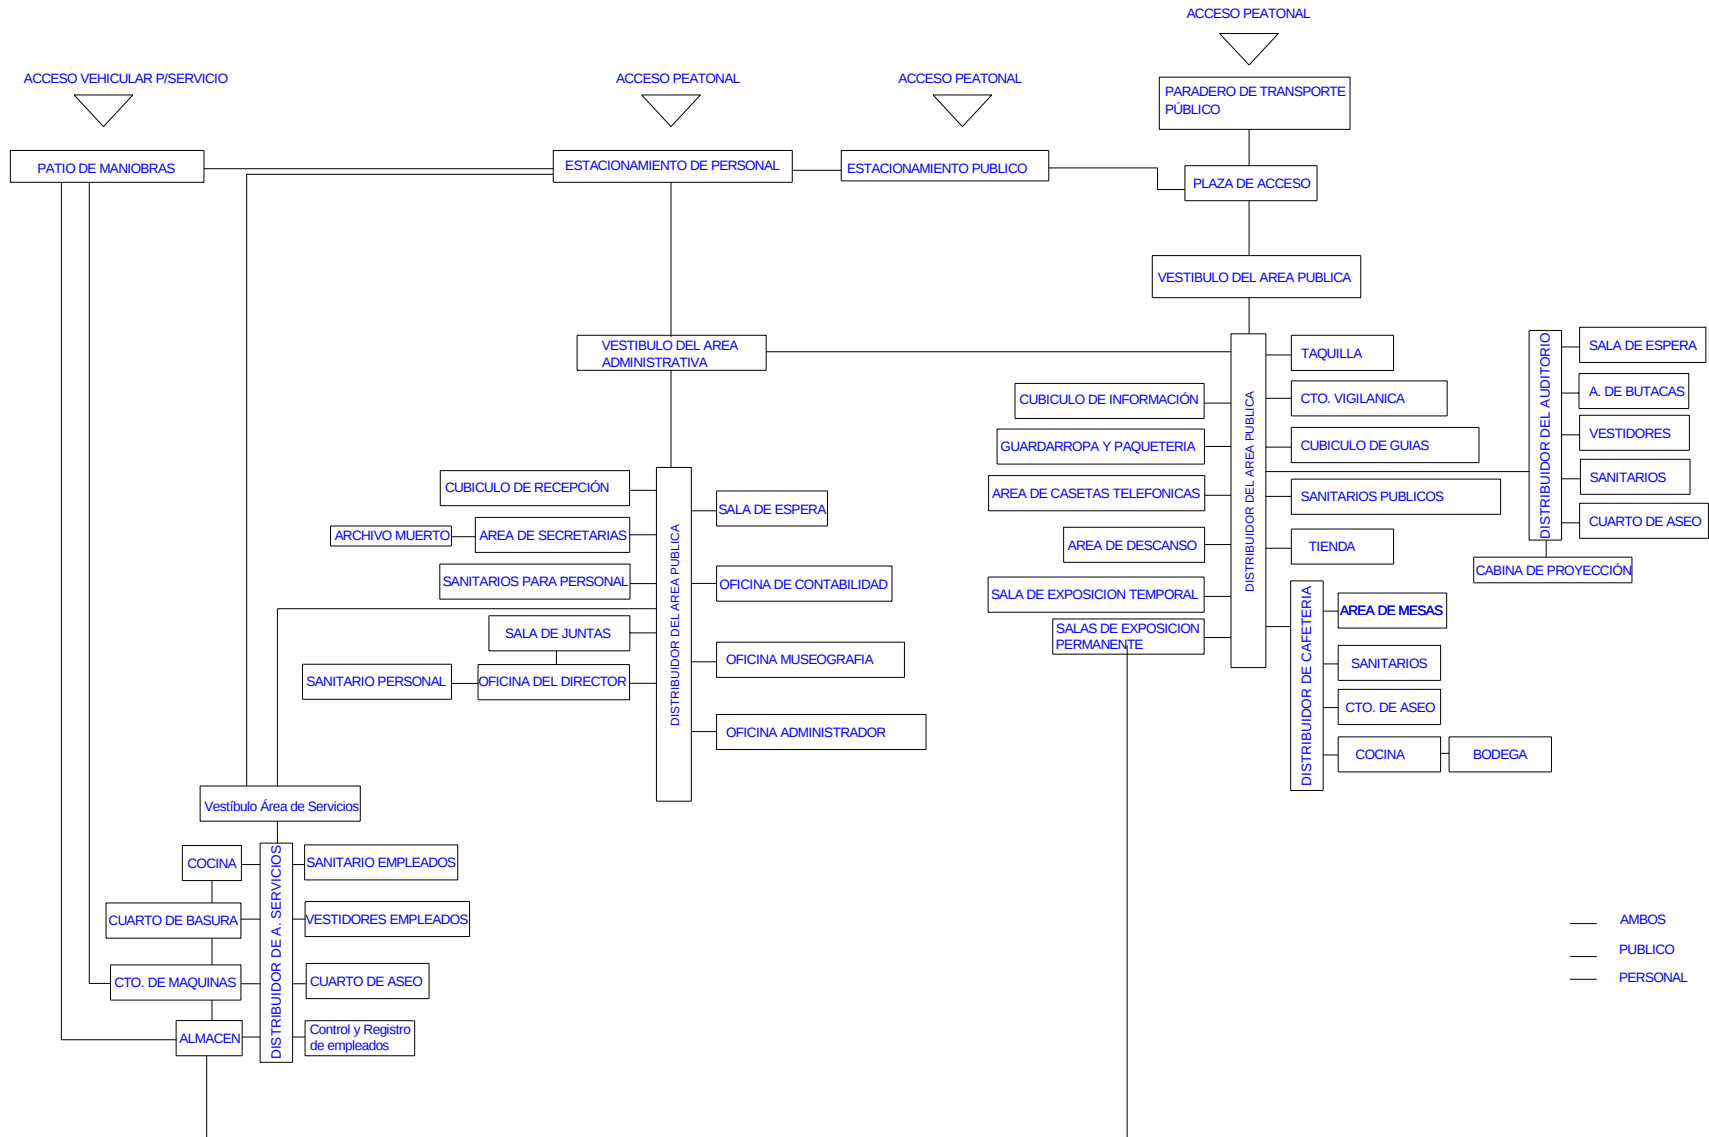 ACCESO PEATONAL
ACCESO VEHICULAR P/SERVICIO
ACCESO PEATONAL
ACCESO PEATONAL
PARADERO DE TRANSPORTE
PÚBLICO
PATIO DE MANIOBRAS
ESTACIONAMIENTO DE PERSONAL
ESTACIONAMIENTO PUBLICO
PLAZA DE ACCESO
VESTIBULO DEL AREA PUBLICA
VESTIBULO DEL AREA
ADMINISTRATIVA
DISTRIBUIDOR DEL AREA PUBLICA
TAQUILLA
CTO. VIGILANICA
CUBICULO DE GUIAS
SANITARIOS PUBLICOS
TIENDA
CUBICULO DE INFORMACIÓN
GUARDARROPA Y PAQUETERIA
AREA DE CASETAS TELEFONICAS
AREA DE DESCANSO
SALA DE EXPOSICION TEMPORAL
SALAS DE EXPOSICION
PERMANENTE
DISTRIBUIDOR DEL AUDITORIO
SALA DE ESPERA
A. DE BUTACAS
VESTIDORES
SANITARIOS
CUARTO DE ASEO
CABINA DE PROYECCIÓN
DISTRIBUIDOR DE CAFETERIA
AREA DE MESAS
SANITARIOS
CTO. DE ASEO
COCINA
BODEGA
DISTRIBUIDOR DEL AREA PUBLICA
CUBICULO DE RECEPCIÓN
ARCHIVO MUERTO
AREA DE SECRETARIAS
SANITARIOS PARA PERSONAL
SALA DE JUNTAS
SANITARIO PERSONAL
OFICINA DEL DIRECTOR
SALA DE ESPERA
OFICINA DE CONTABILIDAD
OFICINA MUSEOGRAFIA
OFICINA ADMINISTRADOR
Vestíbulo Área de Servicios
DISTRIBUIDOR DE A. SERVICIOS
COCINA
CUARTO DE BASURA
CTO. DE MAQUINAS
ALMACEN
SANITARIO EMPLEADOS
VESTIDORES EMPLEADOS
CUARTO DE ASEO
Control y Registro
de empleados
AMBOS
PUBLICO
PERSONAL